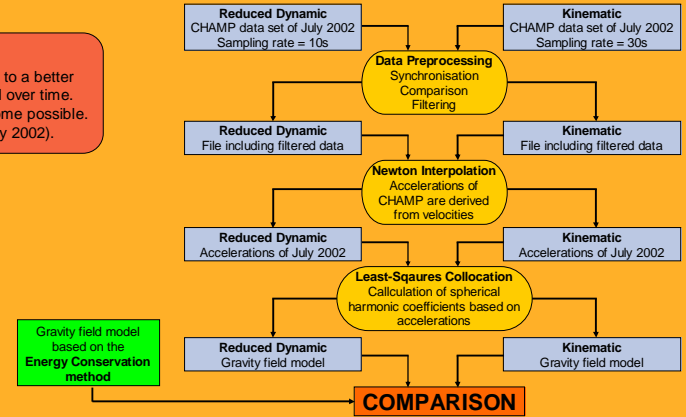 to a better
over time.
ome possible.
y 2002).
Reduced Dynamic
CHAMP data set of July 2002
Sampling rate = 10s
Kinematic
CHAMP data set of July 2002
Sampling rate = 30s
Data Preprocessing
Synchronisation
Comparison
Filtering
Reduced Dynamic
File including filtered data
Kinematic
File including filtered data
Newton Interpolation
Accelerations of
CHAMP are derived
from velocities
Reduced Dynamic
Accelerations of July 2002
Kinematic
Accelerations of July 2002
Least-Sqaures Collocation
Callculation of spherical
harmonic coefficients based on
accelerations
Gravity field model
based on the
Energy Conservation
method
Reduced Dynamic
Gravity field model
Kinematic
Gravity field model
COMPARISON